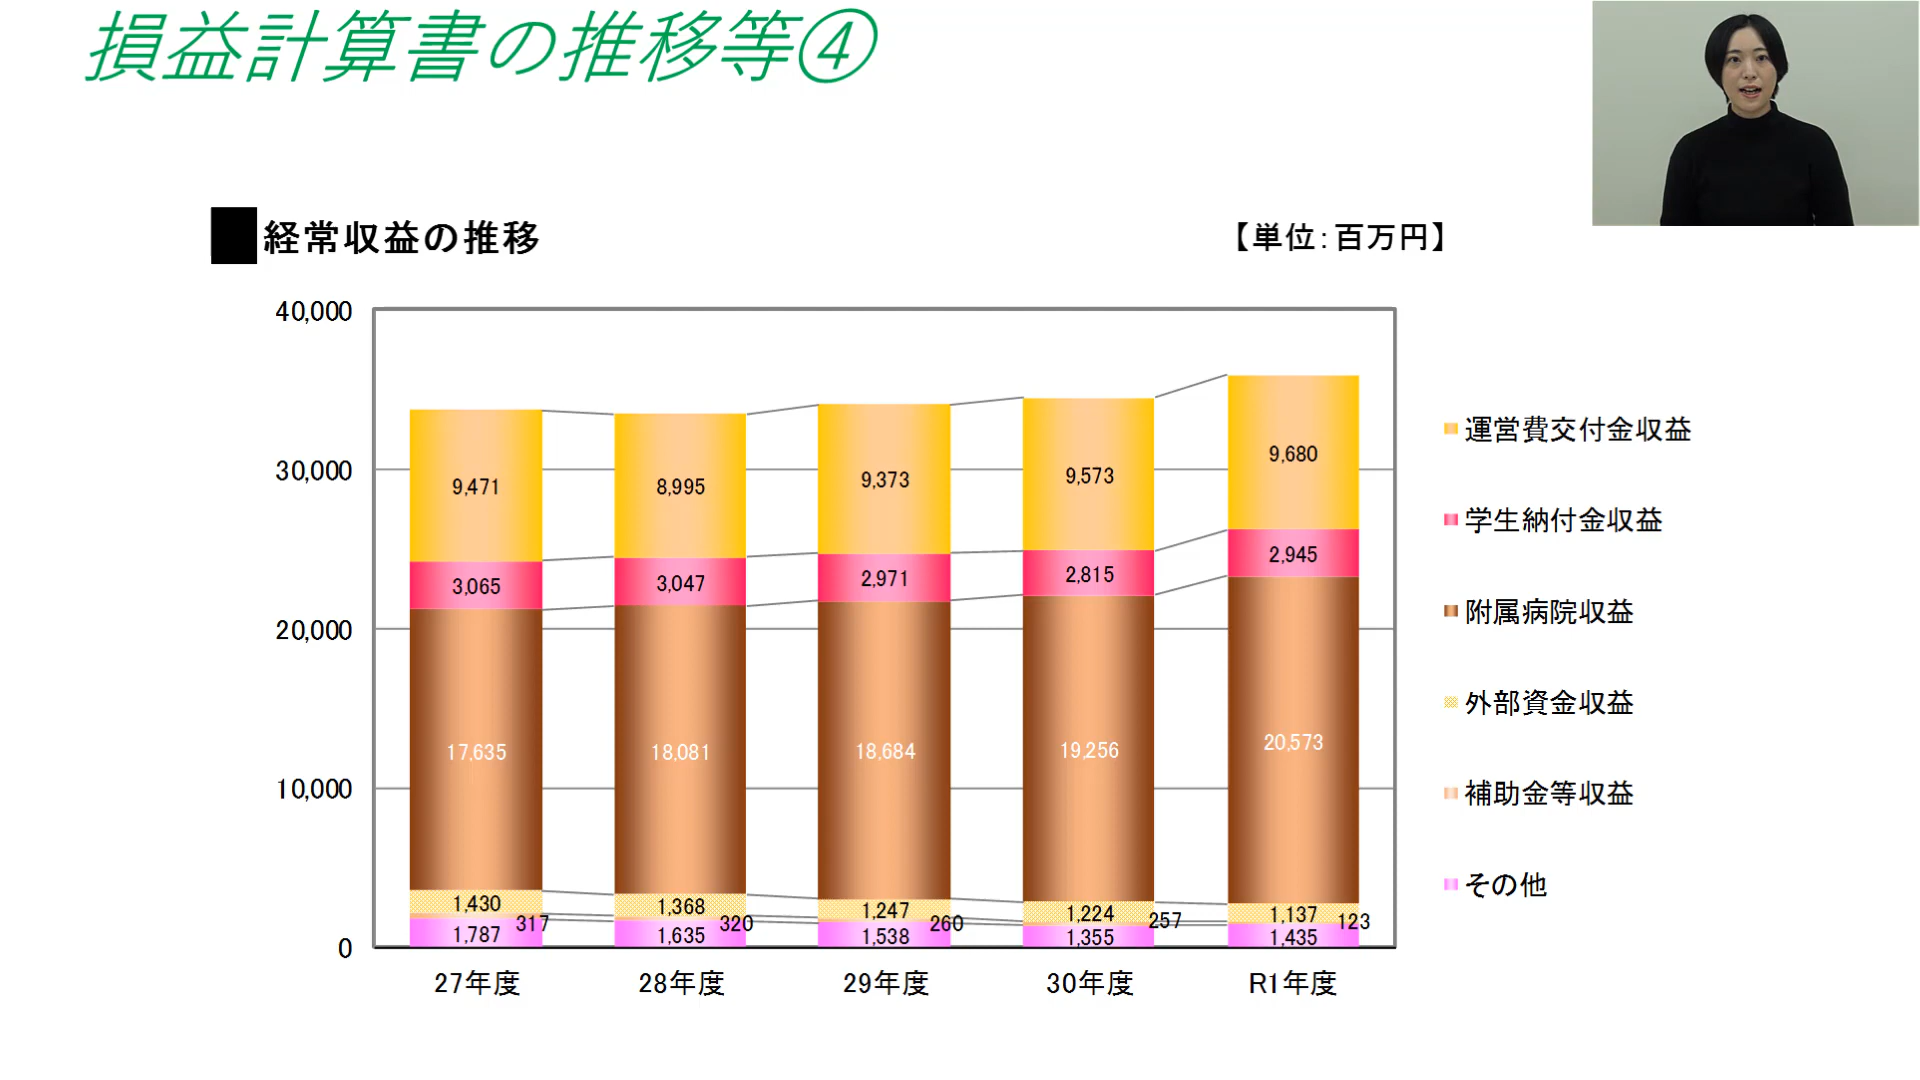 損益計算書の推移等④
経常収益の推移
【単位：百万円】
40,000
30,000
20,000
10,000
0
9,471
8,995
9,373
9,573
9,680
3,065
3,047
2,971
2,815
2,945
17,635
18,081
18,684
19,256
20,573
1,430
1,368
1,247
1,224
1,137
317
320
260
257
123
1,787
1,635
1,538
1,355
1,435
27年度
28年度
29年度
30年度
R1年度
運営費交付金収益
学生納付金収益
附属病院収益
外部資金収益
補助金等収益
その他